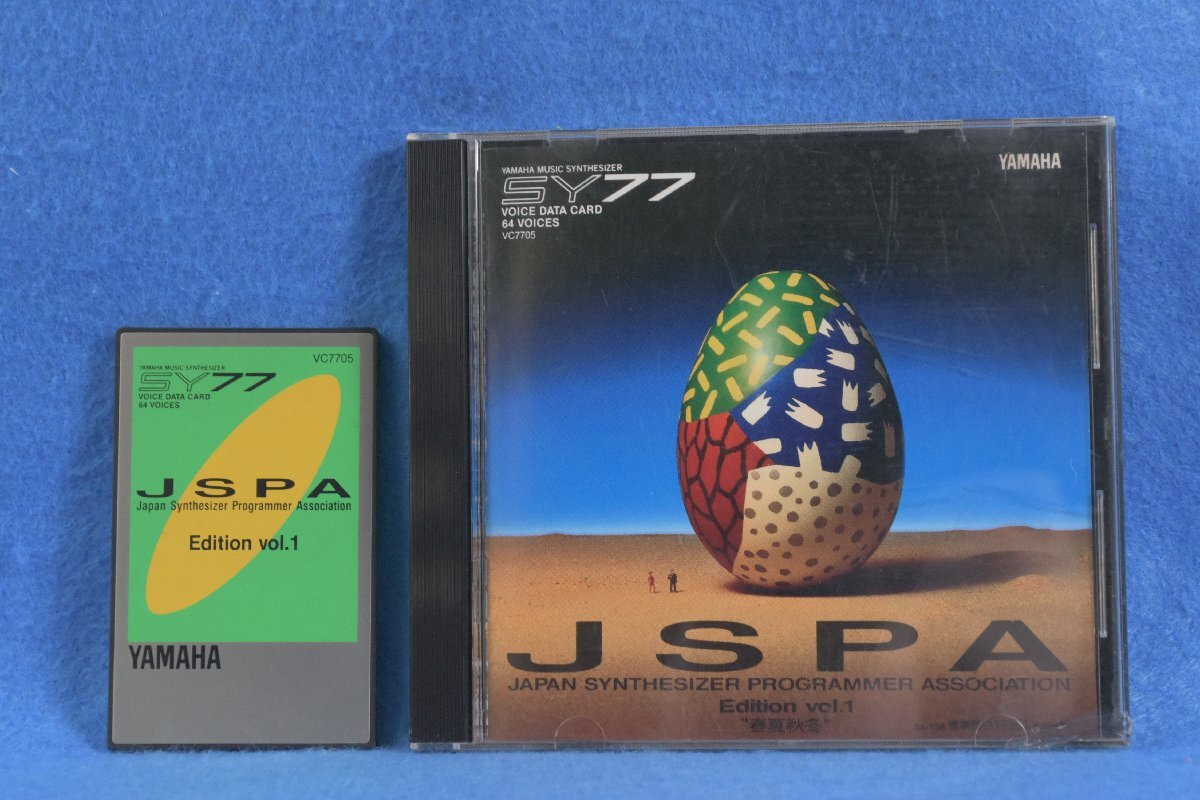 VC7705
YAMAHA MUSIC SYNTHESIZER
SY77
VOICE DATA CARD
64 VOICES
JSPA
Japan Synthesizer Programmer Association
Edition vol.1
YAMAHA
YAMAHA MUSIC SYNTHESIZER
SY77
VOICE DATA CARD
64 VOICES
VC7705
YAMAHA
JSPA
JAPAN SYNTHESIZER PROGRAMMER ASSOCIATION
Edition vol.1
"春夏秋冬"